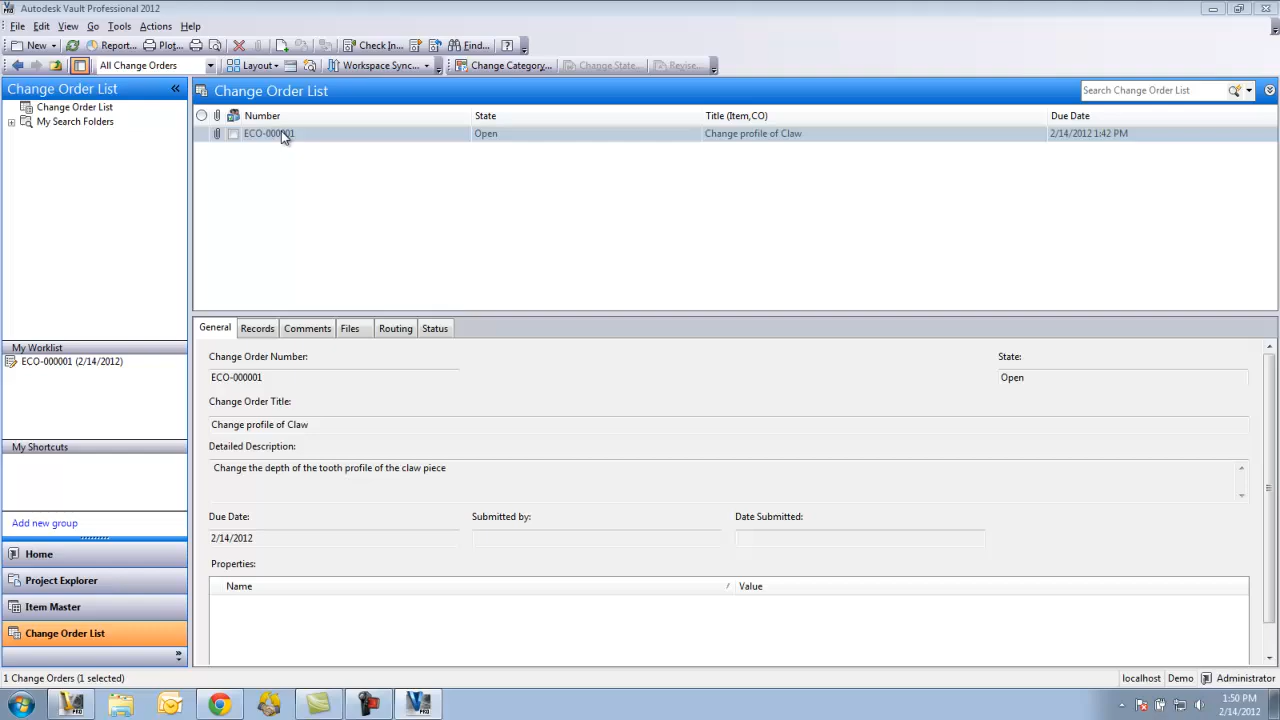 Autodesk Vault Professional 2012
File Edit View Go Tools Actions Help
New Report... Plot... Check In... Find...
All Change Orders Layout Workspace Sync... Change Category... Change State... Revise...
Change Order List
Change Order List
My Search Folders
My Worklist
ECO-000001 (2/14/2012)
My Shortcuts
Add new group
Home
Project Explorer
Item Master
Change Order List
Change Order List Search Change Order List
Number State Title (Item,CO) Due Date
ECO-000001 Open Change profile of Claw 2/14/2012 1:42 PM
General Records Comments Files Routing Status
Change Order Number: State:
ECO-000001 Open
Change Order Title:
Change profile of Claw
Detailed Description:
Change the depth of the tooth profile of the claw piece
Due Date: Submitted by: Date Submitted:
2/14/2012
Properties:
Name / Value
1 Change Orders (1 selected) localhost Demo Administrator
1:50 PM
2/14/2012